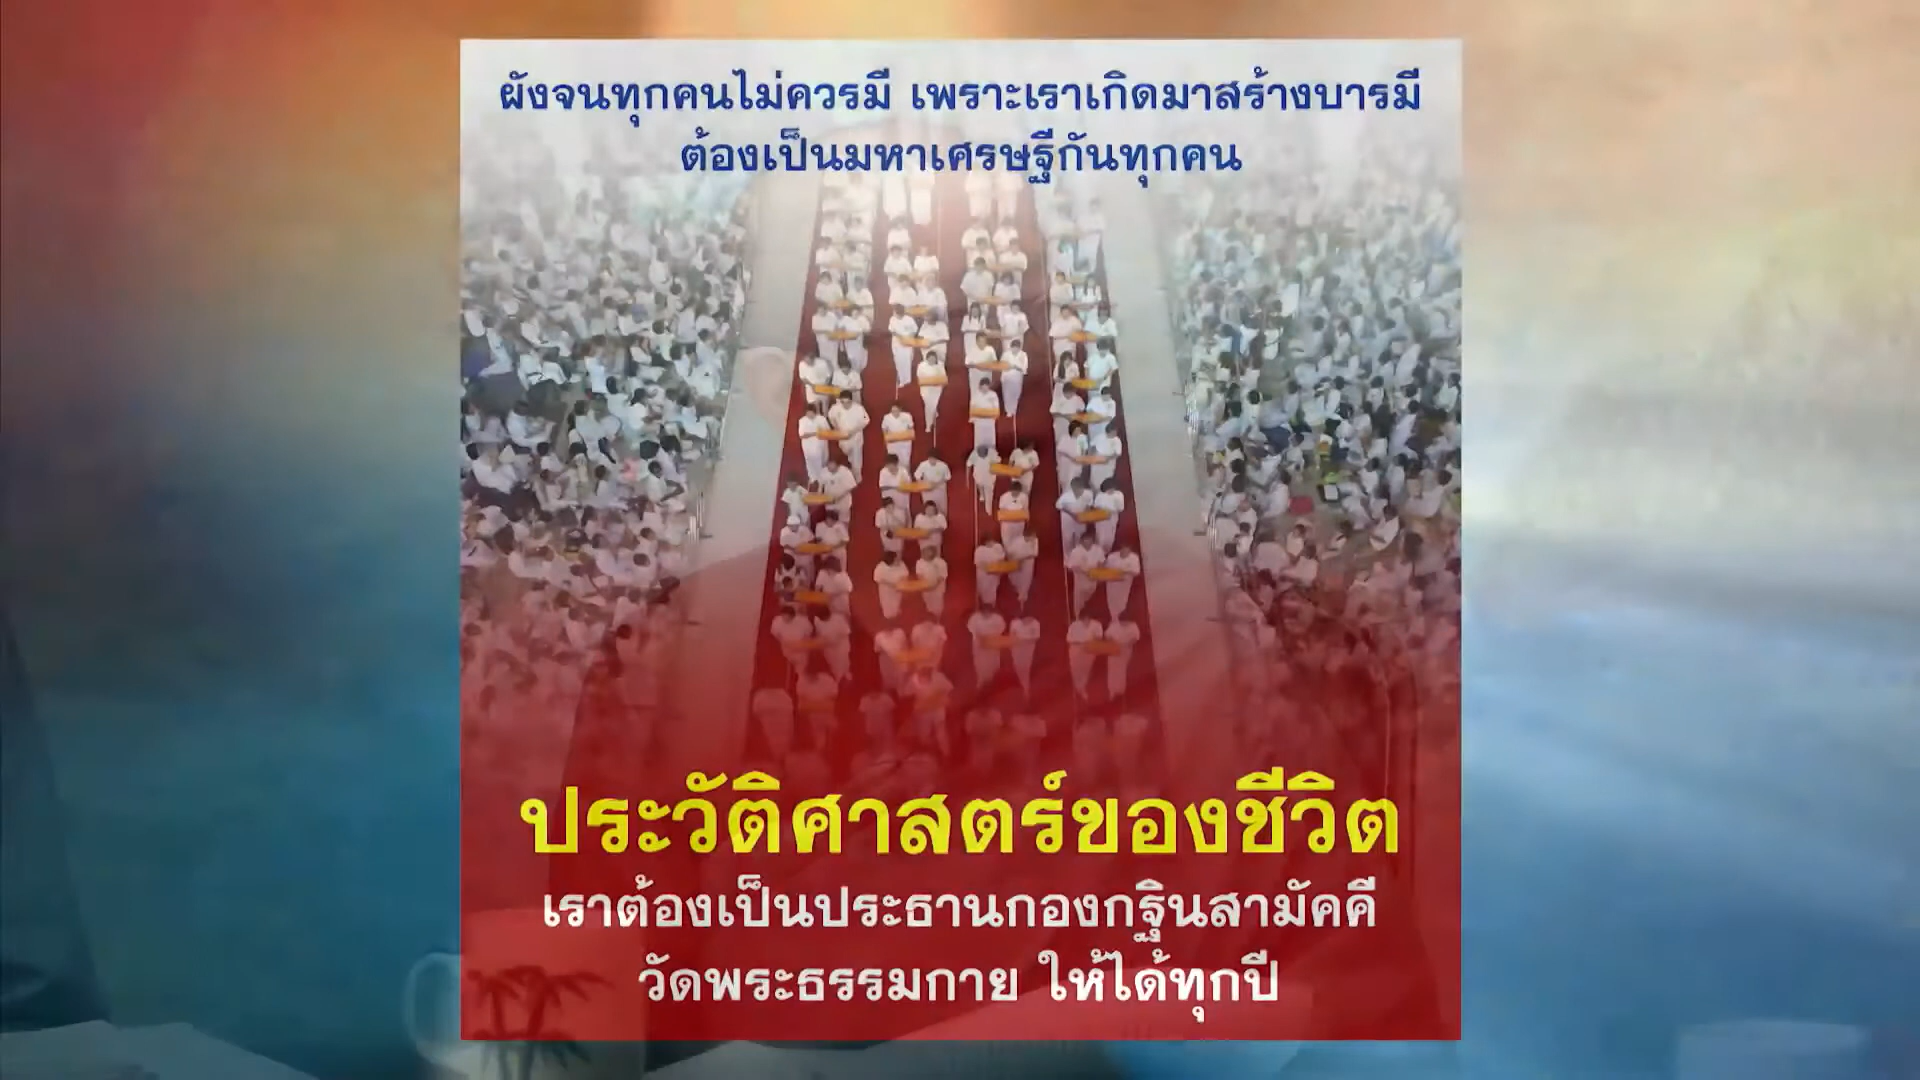 ผังจนทุกคนไม่ควรมี เพราะเราเกิดมาสร้างบารมี
ต้องเป็นมหาเศรษฐีกันทุกคน
ประวัติศาสตร์ของชีวิต
เราต้องเป็นประธานกองกฐินสามัคคี
วัดพระธรรมกาย ให้ได้ทุกปี